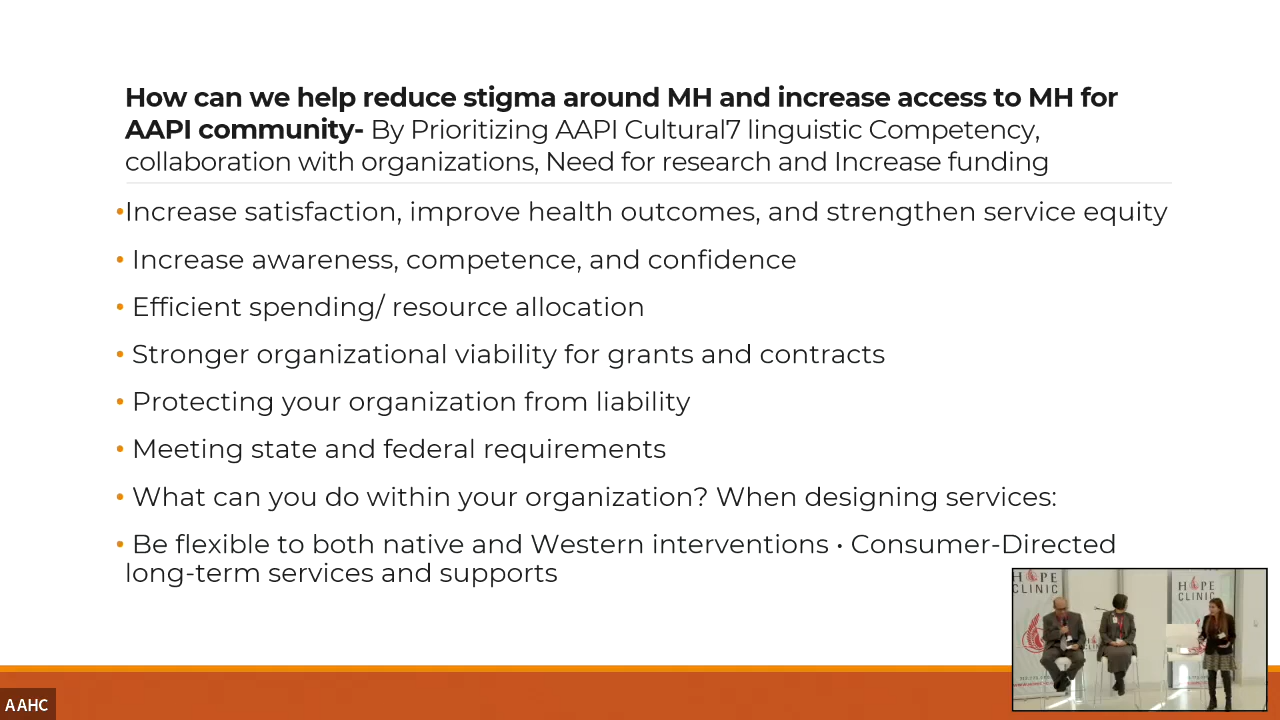 How can we help reduce stigma around MH and increase access to MH for
AAPI community- By Prioritizing AAPI Cultural7 linguistic Competency,
collaboration with organizations, Need for research and Increase funding
•Increase satisfaction, improve health outcomes, and strengthen service equity
• Increase awareness, competence, and confidence
• Efficient spending/ resource allocation
• Stronger organizational viability for grants and contracts
• Protecting your organization from liability
• Meeting state and federal requirements
• What can you do within your organization? When designing services:
• Be flexible to both native and Western interventions • Consumer-Directed
long-term services and supports
HOPE
CLINIC
HOPE
CLINIC
AAHC